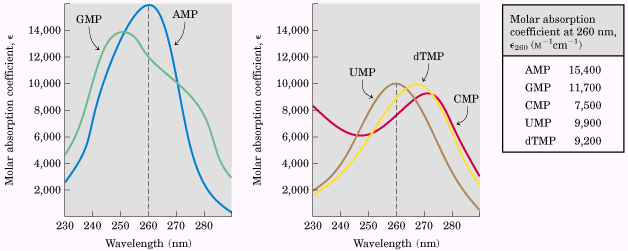 Molar absorption coefficient, ϵ
14,000
12,000
10,000
8,000
6,000
4,000
2,000
GMP
AMP
230 240 250 260 270 280
Wavelength (nm)
Molar absorption coefficient, ϵ
14,000
12,000
10,000
8,000
6,000
4,000
2,000
dTMP
UMP
CMP
230 240 250 260 270 280
Wavelength (nm)
Molar absorption
coefficient at 260 nm,
ϵ₂₆₀ (M⁻¹cm⁻¹)
AMP 15,400
GMP 11,700
CMP 7,500
UMP 9,900
dTMP 9,200